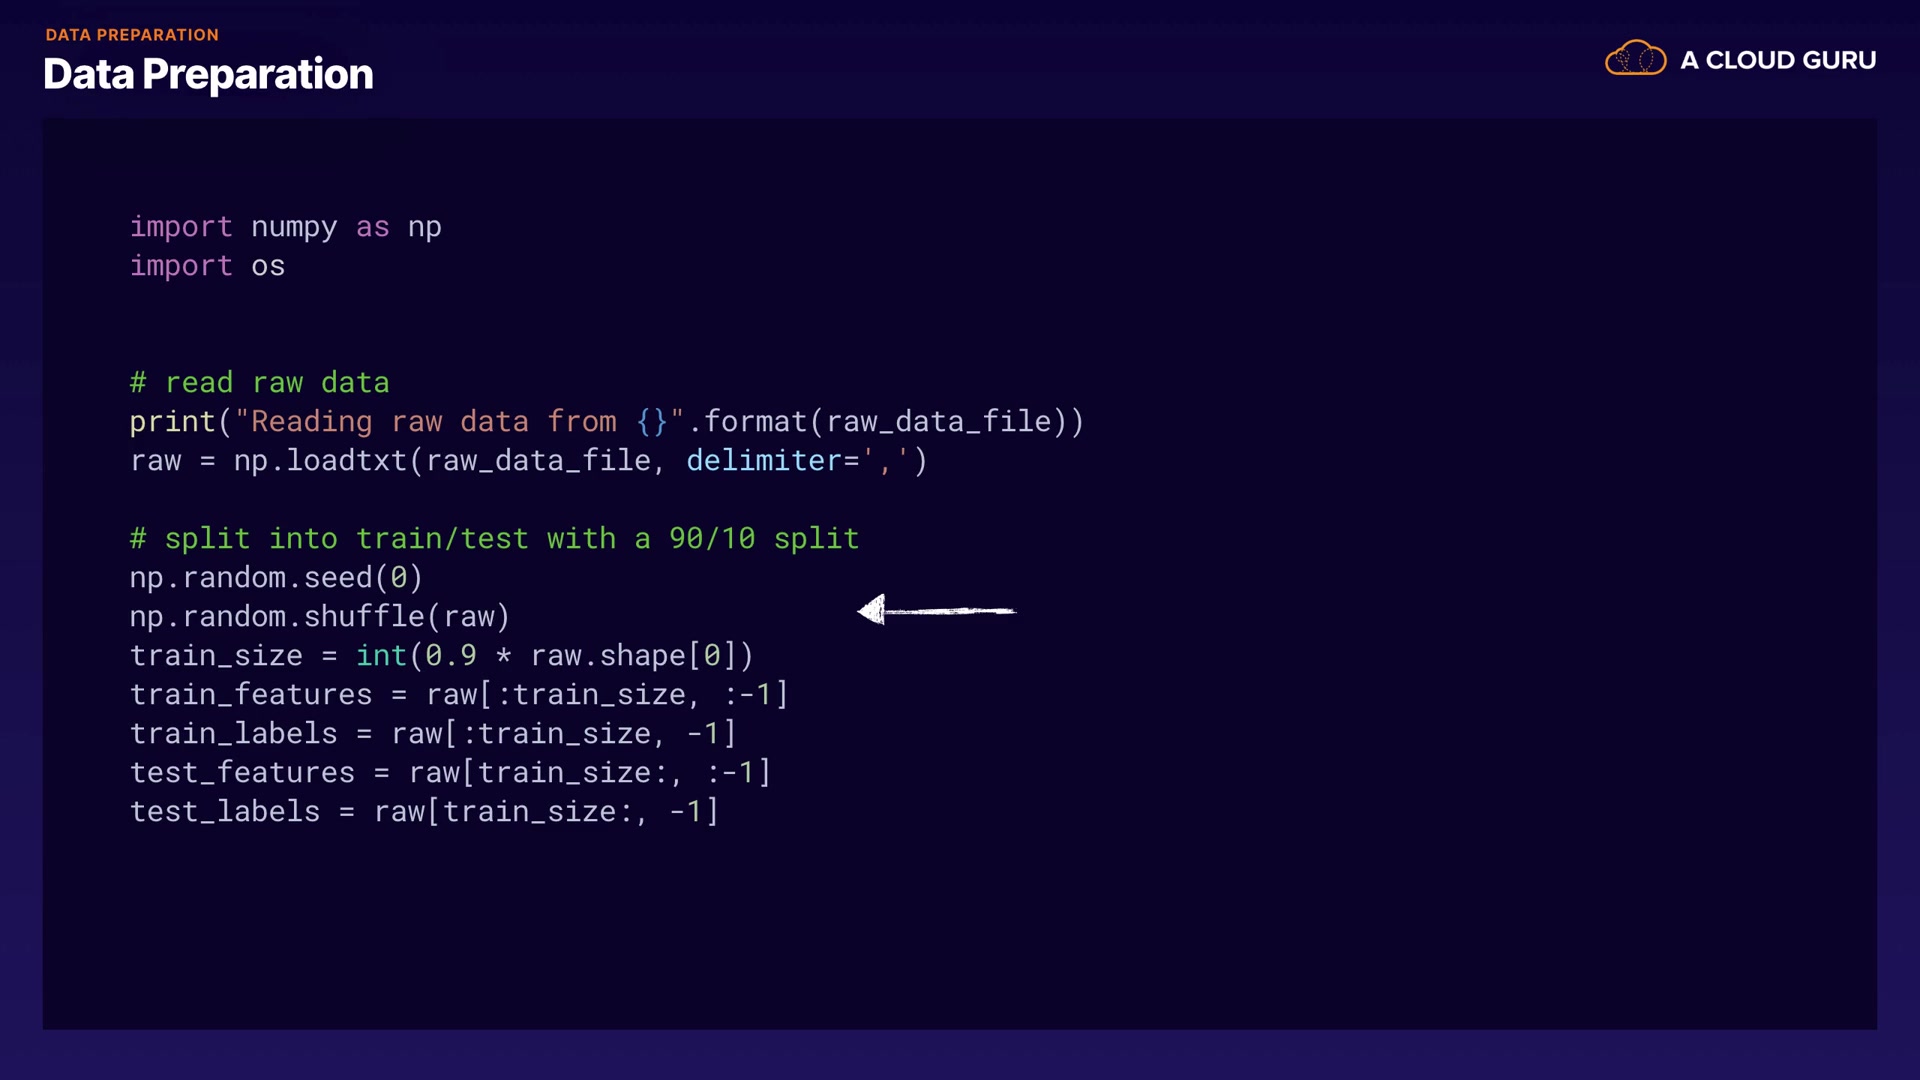 DATA PREPARATION
Data Preparation
A CLOUD GURU
import numpy as np
import os
# read raw data
print("Reading raw data from {}".format(raw_data_file))
raw = np.loadtxt(raw_data_file, delimiter=',')
# split into train/test with a 90/10 split
np.random.seed(0)
np.random.shuffle(raw)
train_size = int(0.9 * raw.shape[0])
train_features = raw[:train_size, :-1]
train_labels = raw[:train_size, -1]
test_features = raw[train_size:, :-1]
test_labels = raw[train_size:, -1]